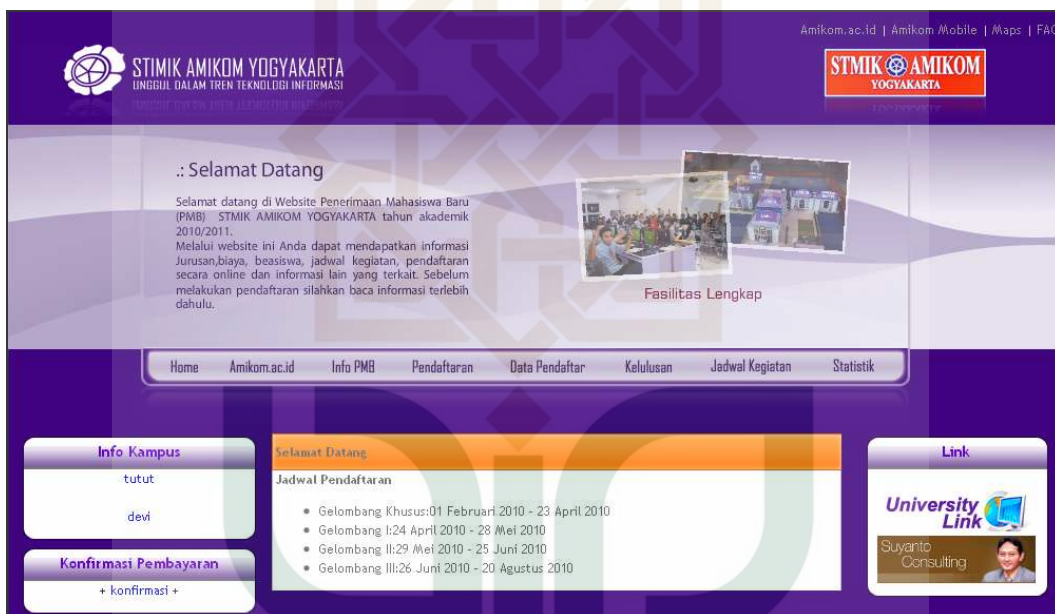 Amikom.ac.id | Amikom Mobile | Maps | FAQ
STIMIK AMIKOM YOGYAKARTA
UNGGUL DALAM TREN TEKNOLOGI INFORMASI
STMIK AMIKOM
YOGYAKARTA
.: Selamat Datang
Selamat datang di Website Penerimaan Mahasiswa Baru
(PMB) STMIK AMIKOM YOGYAKARTA tahun akademik
2010/2011.
Melalui website ini Anda dapat mendapatkan informasi
Jurusan,biaya, beasiswa, jadwal kegiatan, pendaftaran
secara online dan informasi lain yang terkait. Sebelum
melakukan pendaftaran silahkan baca informasi terlebih
dahulu.
Fasilitas Lengkap
Home Amikom.ac.id Info PMB Pendaftaran Data Pendaftar Kelulusan Jadwal Kegiatan Statistik
Info Kampus
tutut
devi
Konfirmasi Pembayaran
+ konfirmasi +
Selamat Datang
Jadwal Pendaftaran
Gelombang Khusus:01 Februari 2010 - 23 April 2010
Gelombang I:24 April 2010 - 28 Mei 2010
Gelombang II:29 Mei 2010 - 25 Juni 2010
Gelombang III:26 Juni 2010 - 20 Agustus 2010
Link
University
Link
Suyanto
Consulting